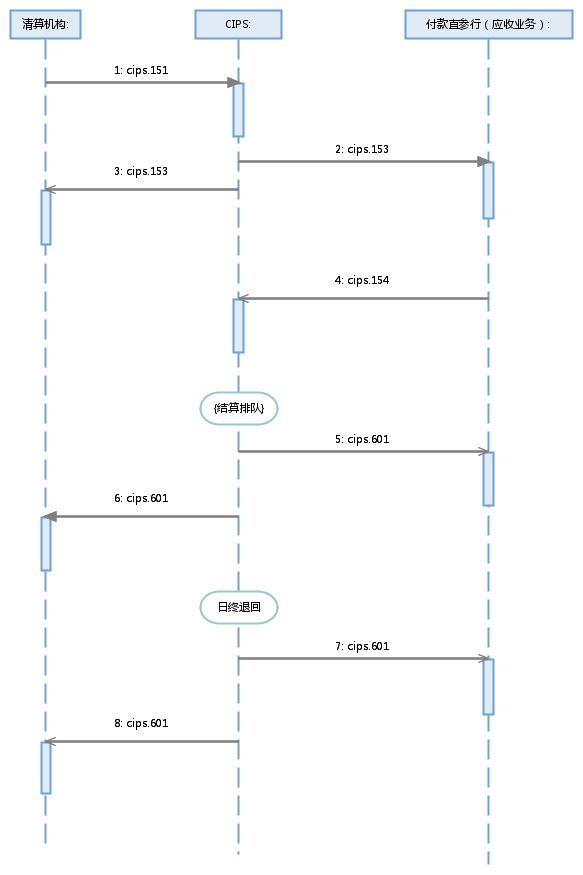 清算机构:
CIPS:
付款直参行（应收业务）:
1: cips.151
2: cips.153
3: cips.153
4: cips.154
{结算排队}
5: cips.601
6: cips.601
日终退回
7: cips.601
8: cips.601